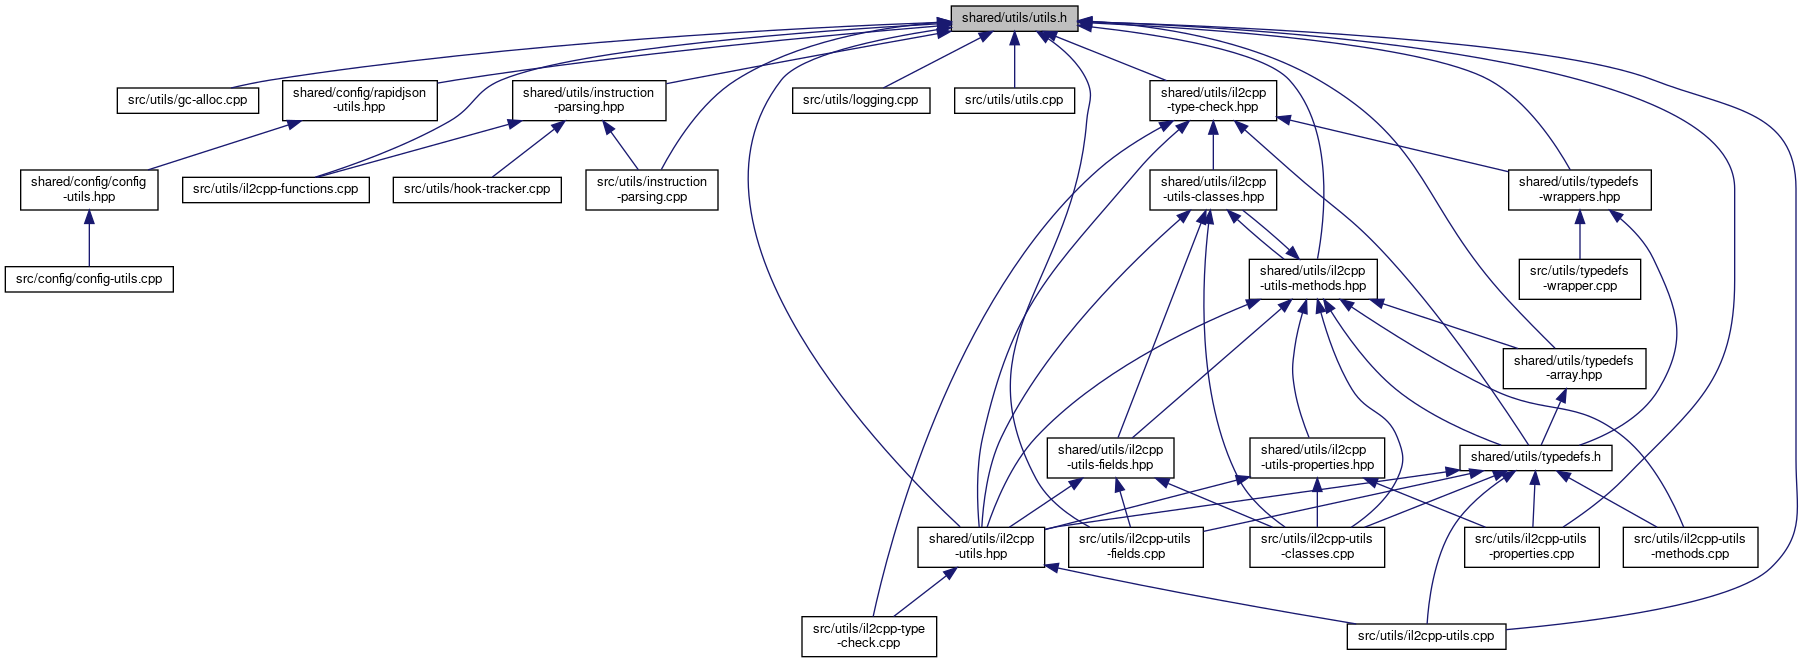 shared/utils/utils.h
src/utils/gc-alloc.cpp
shared/config/rapidjson
-utils.hpp
shared/utils/instruction
-parsing.hpp
src/utils/logging.cpp
src/utils/utils.cpp
shared/utils/il2cpp
-type-check.hpp
shared/config/config
-utils.hpp
src/utils/il2cpp-functions.cpp
src/utils/hook-tracker.cpp
src/utils/instruction
-parsing.cpp
shared/utils/il2cpp
-utils-classes.hpp
shared/utils/typedefs
-wrappers.hpp
src/config/config-utils.cpp
shared/utils/il2cpp
-utils-methods.hpp
src/utils/typedefs
-wrapper.cpp
shared/utils/typedefs
-array.hpp
shared/utils/il2cpp
-utils-fields.hpp
shared/utils/il2cpp
-utils-properties.hpp
shared/utils/typedefs.h
shared/utils/il2cpp
-utils.hpp
src/utils/il2cpp-utils
-fields.cpp
src/utils/il2cpp-utils
-classes.cpp
src/utils/il2cpp-utils
-properties.cpp
src/utils/il2cpp-utils
-methods.cpp
src/utils/il2cpp-type
-check.cpp
src/utils/il2cpp-utils.cpp